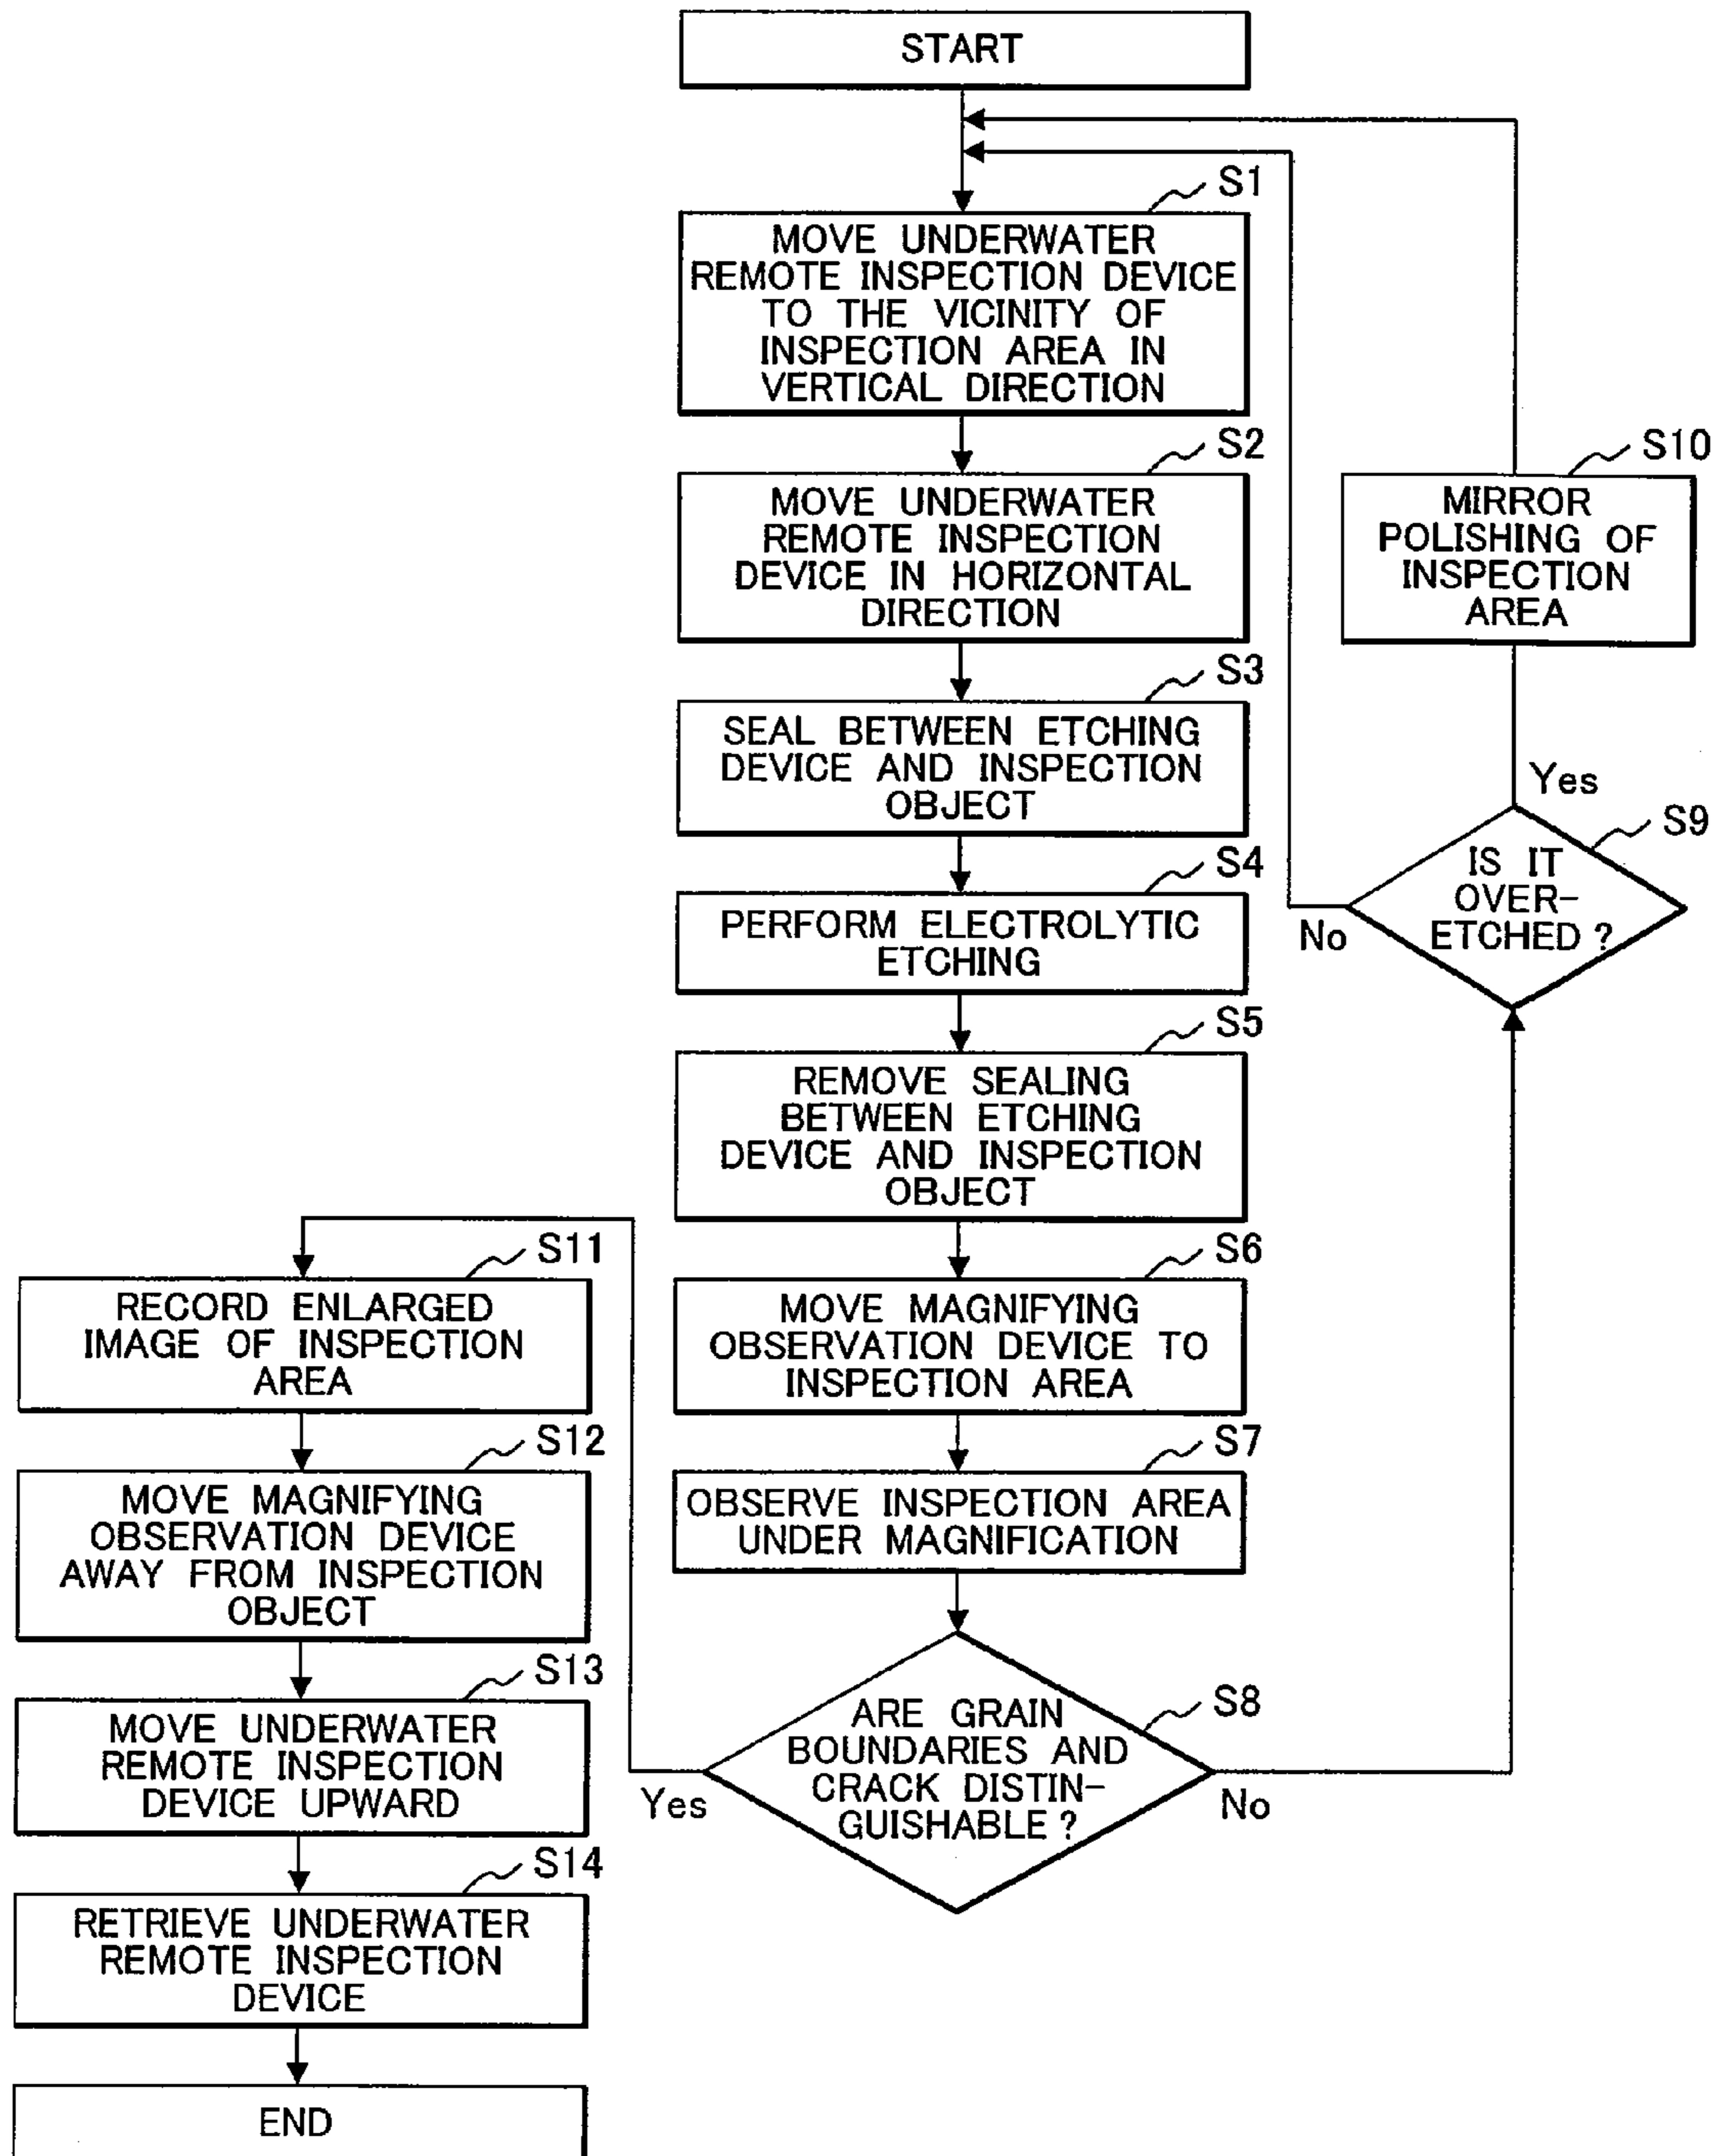 START
S1
MOVE UNDERWATER
REMOTE INSPECTION DEVICE
TO THE VICINITY OF
INSPECTION AREA IN
VERTICAL DIRECTION
S2
MOVE UNDERWATER
REMOTE INSPECTION
DEVICE IN HORIZONTAL
DIRECTION
S3
SEAL BETWEEN ETCHING
DEVICE AND INSPECTION
OBJECT
S4
PERFORM ELECTROLYTIC
ETCHING
S5
REMOVE SEALING
BETWEEN ETCHING
DEVICE AND INSPECTION
OBJECT
S6
MOVE MAGNIFYING
OBSERVATION DEVICE TO
INSPECTION AREA
S7
OBSERVE INSPECTION AREA
UNDER MAGNIFICATION
S8
ARE GRAIN
BOUNDARIES AND
CRACK DISTIN-
GUISHABLE?
Yes
No
S9
IS IT
OVER-
ETCHED?
Yes
No
S10
MIRROR
POLISHING OF
INSPECTION
AREA
S11
RECORD ENLARGED
IMAGE OF INSPECTION
AREA
S12
MOVE MAGNIFYING
OBSERVATION DEVICE
AWAY FROM INSPECTION
OBJECT
S13
MOVE UNDERWATER
REMOTE INSPECTION
DEVICE UPWARD
S14
RETRIEVE UNDERWATER
REMOTE INSPECTION
DEVICE
END